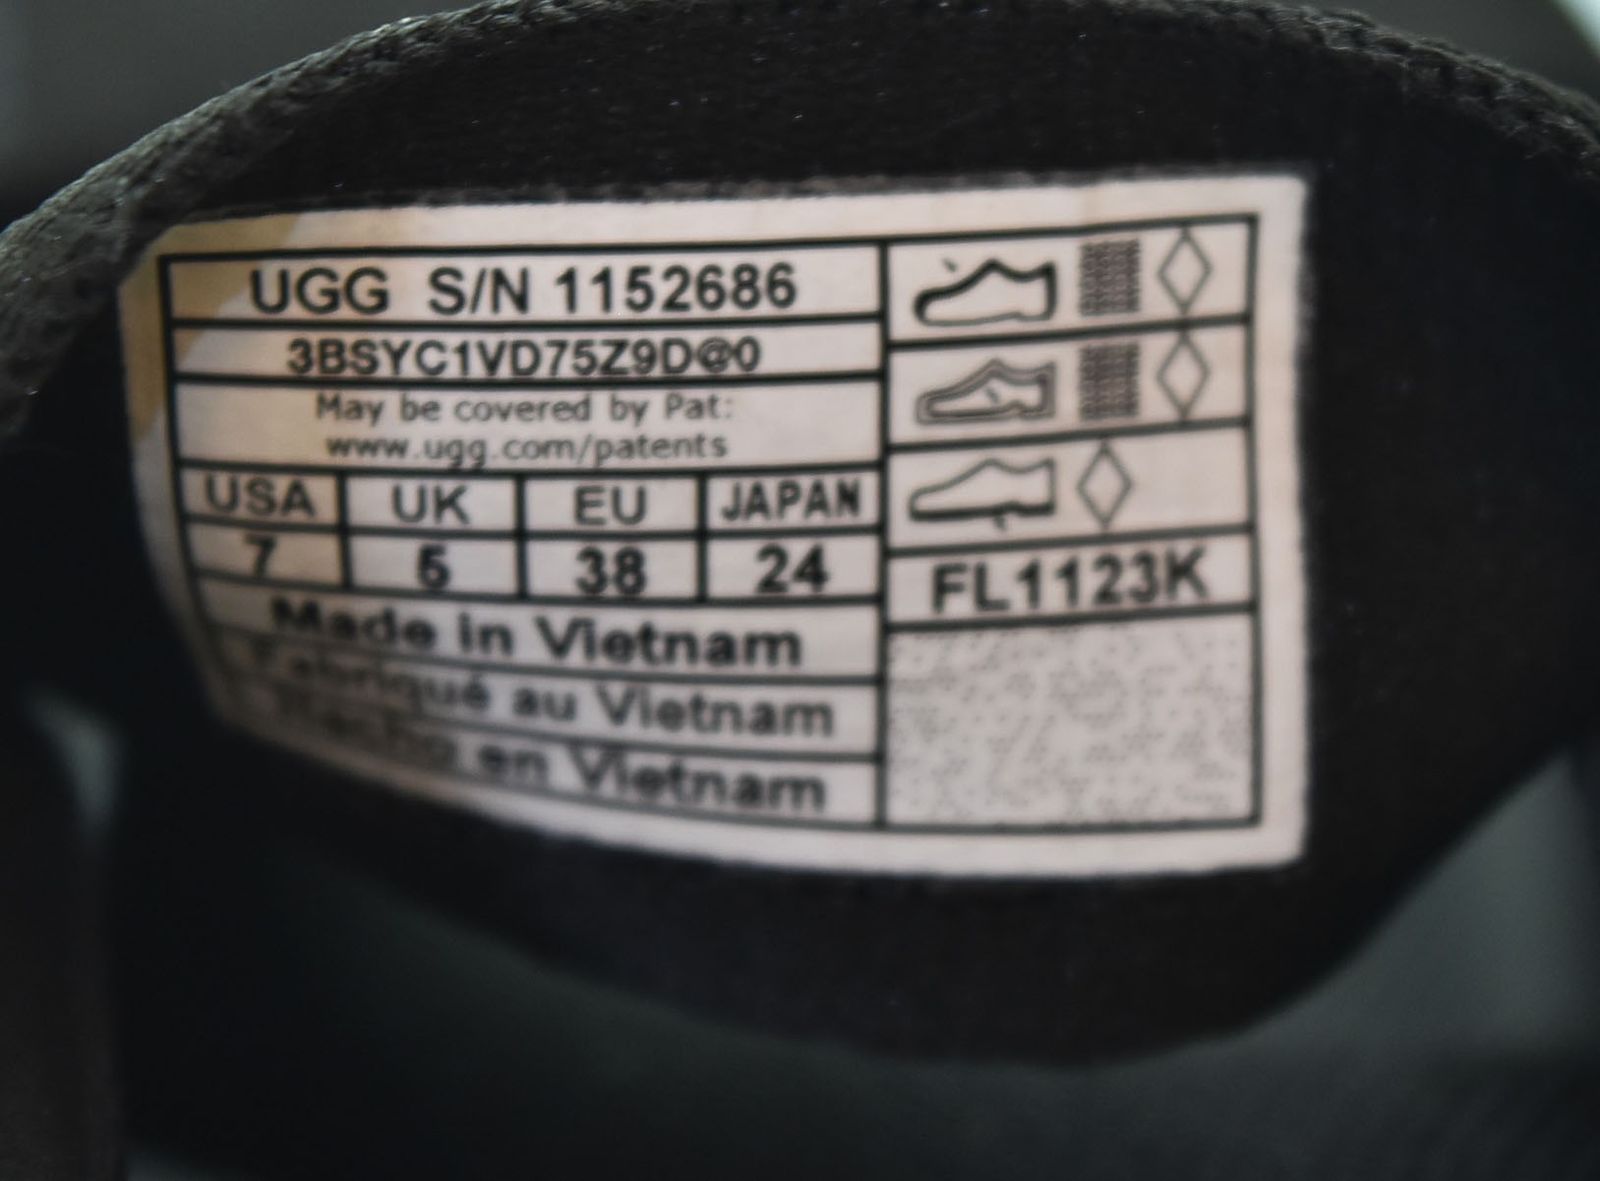 UGG S/N 1152686
3BSYC1VD75Z9D@0
May be covered by Pat:
www.ugg.com/patents
USA UK EU JAPAN
7 5 38 24
Made in Vietnam
Fabriqué au Vietnam
Hecho en Vietnam
FL1123K